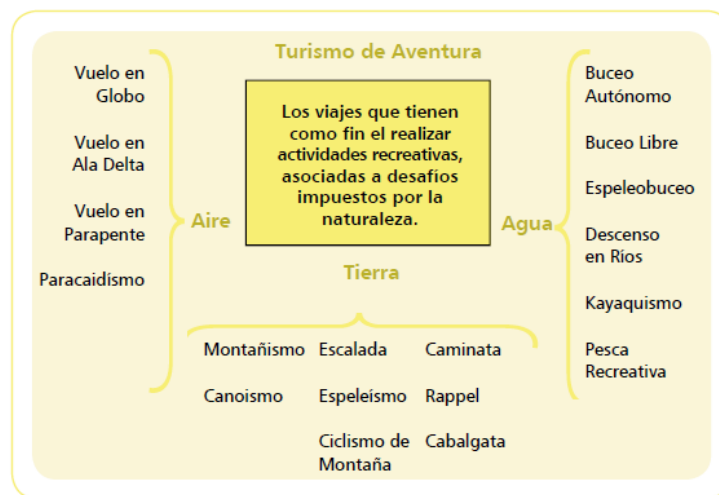 Turismo de Aventura
Vuelo en
Globo
Vuelo en
Ala Delta
Vuelo en
Parapente
Paracaidísmo
Aire
Los viajes que tienen
como fin el realizar
actividades recreativas,
asociadas a desafíos
impuestos por la
naturaleza.
Agua
Buceo
Autónomo
Buceo Libre
Espeleobuceo
Descenso
en Ríos
Kayaquismo
Pesca
Recreativa
Tierra
Montañismo Escalada Caminata
Canoismo Espeleísmo Rappel
Ciclismo de Cabalgata
Montaña